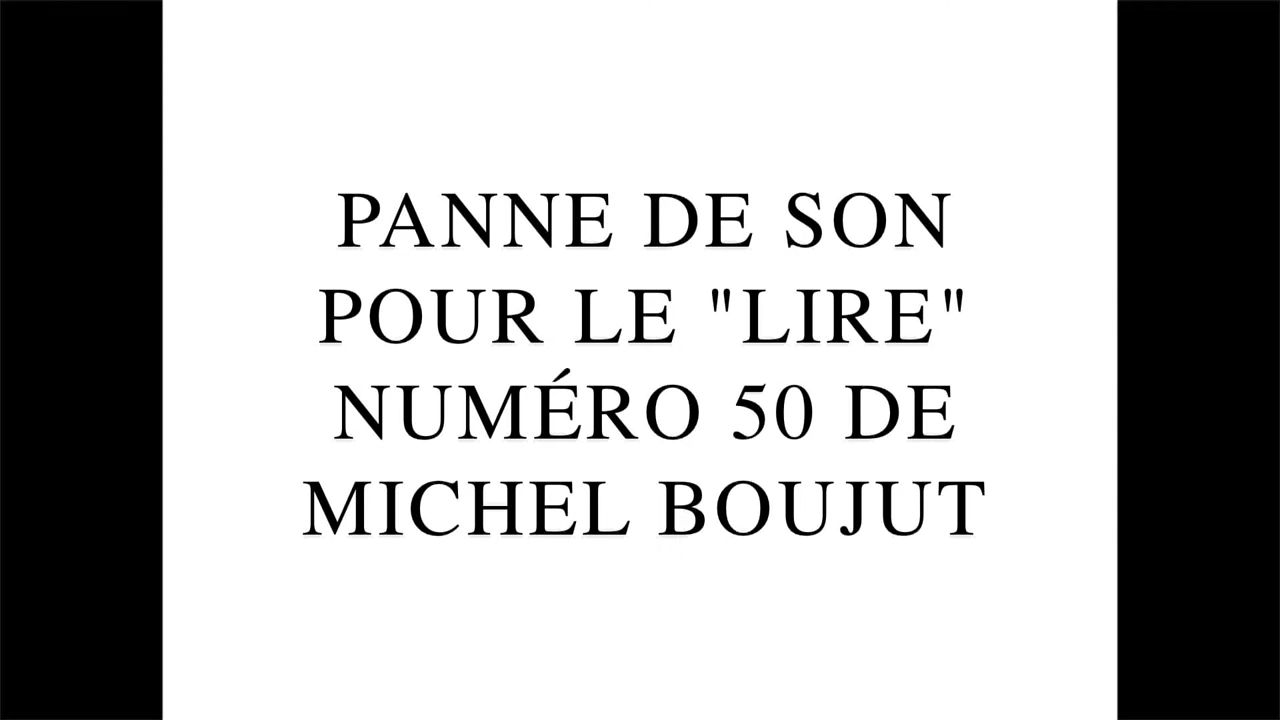 PANNE DE SON
POUR LE "LIRE"
NUMÉRO 50 DE
MICHEL BOUJUT